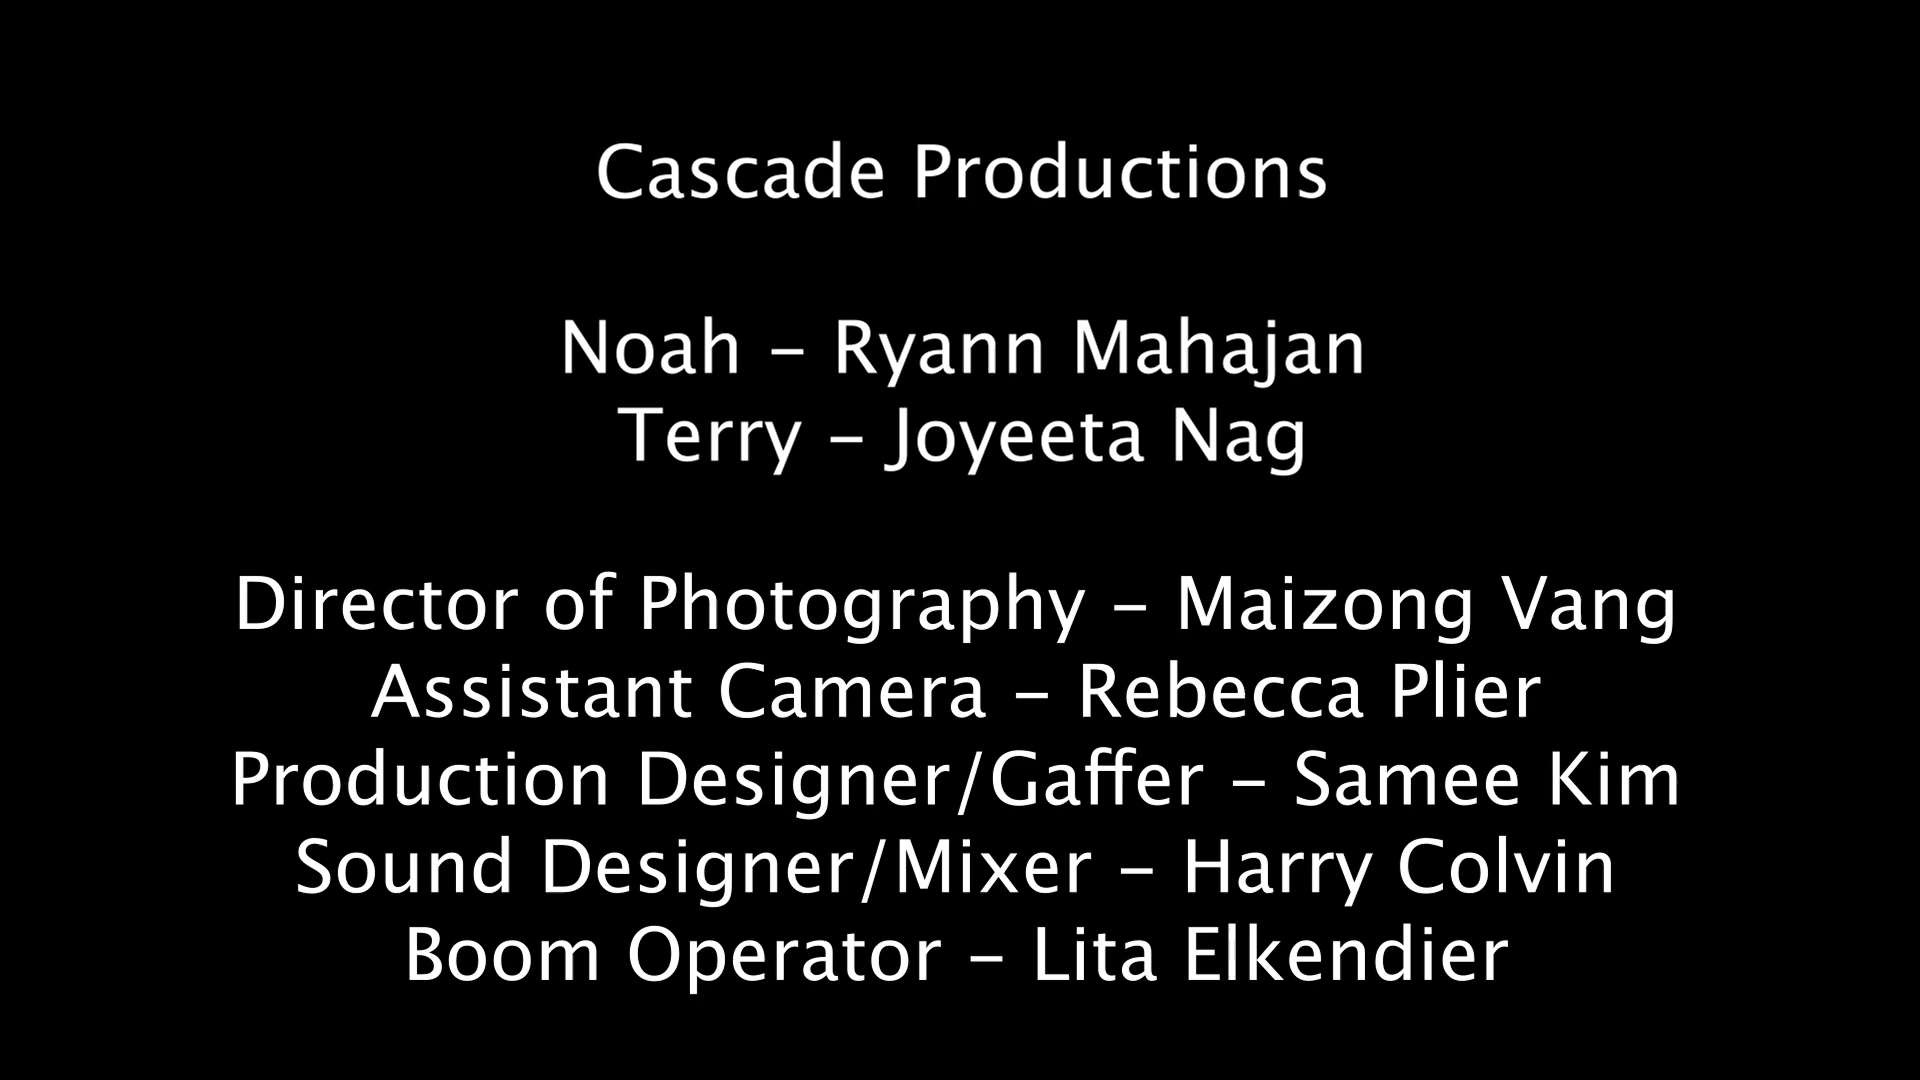 Cascade Productions
Noah – Ryann Mahajan
Terry – Joyeeta Nag
Director of Photography – Maizong Vang
Assistant Camera – Rebecca Plier
Production Designer/Gaffer – Samee Kim
Sound Designer/Mixer – Harry Colvin
Boom Operator – Lita Elkendier